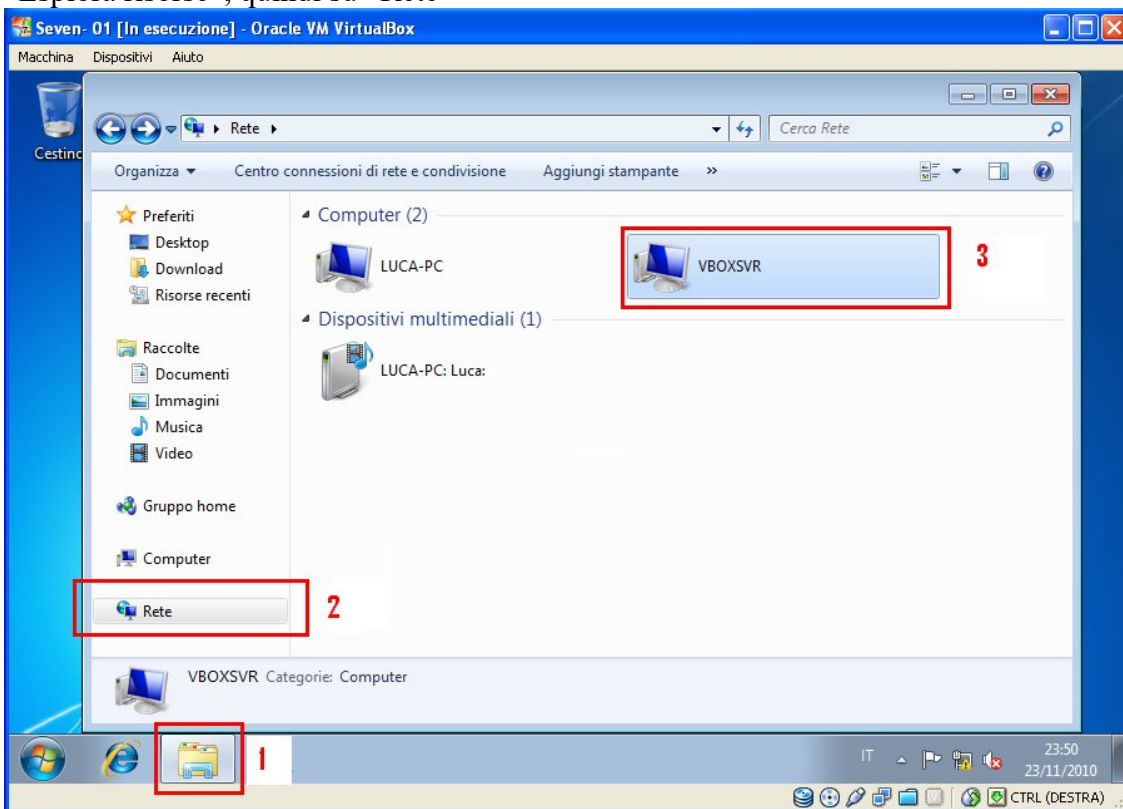 "Esplora risorse", quindi su "Rete"
Seven- 01 [In esecuzione] - Oracle VM VirtualBox
Macchina Dispositivi Aiuto
Rete
Cerca Rete
Cestino
Organizza Centro connessioni di rete e condivisione Aggiungi stampante »
Preferiti
Desktop
Download
Risorse recenti
Raccolte
Documenti
Immagini
Musica
Video
Gruppo home
Computer
Rete
2
Computer (2)
LUCA-PC
VBOXSVR
3
Dispositivi multimediali (1)
LUCA-PC: Luca:
VBOXSVR Categorie: Computer
1
IT
23:50
23/11/2010
CTRL (DESTRA)